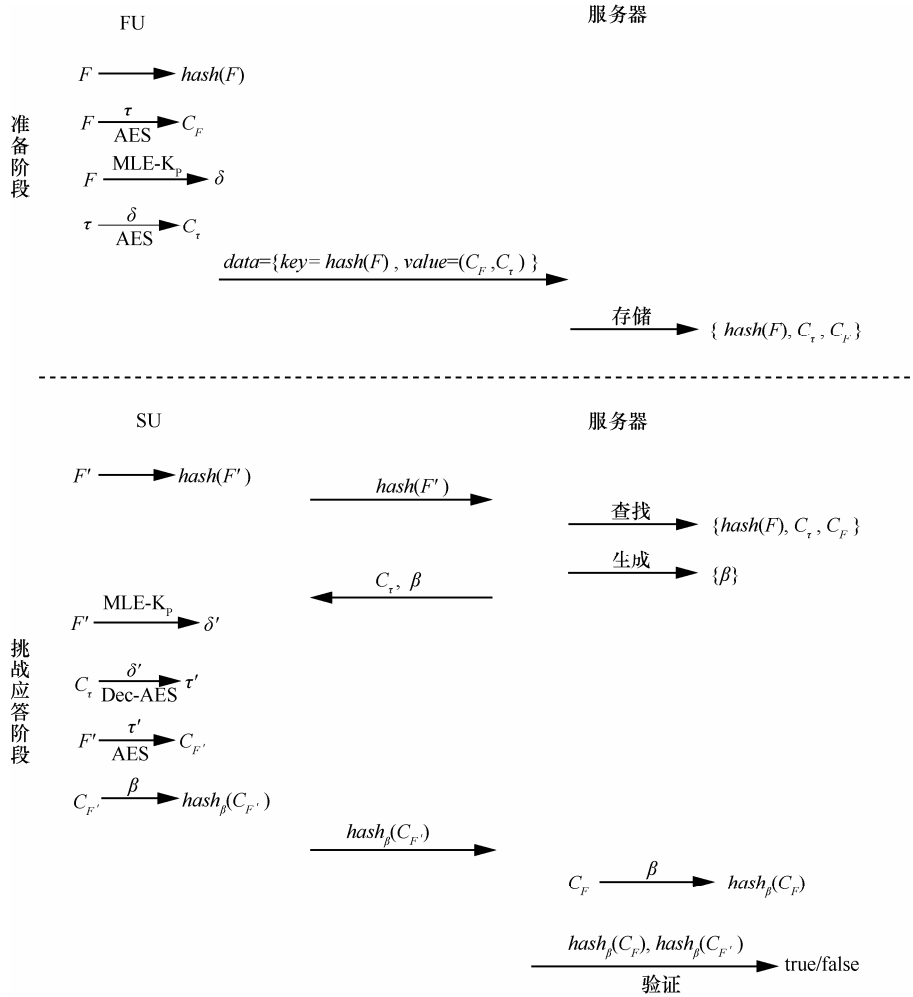 FU 服务器
准备阶段
F hash(F)
F τ AES C_F
F MLE-K_P δ
τ δ AES C_τ
data={key= hash(F) , value=(C_F ,C_τ ) }
存储 { hash(F), C_τ , C_F }
SU 服务器
挑战应答阶段
F′ hash(F′ )
hash(F′ )
查找 {hash(F), C_τ , C_F }
生成 {β}
C_τ, β
F′ MLE-K_P δ′
C_τ δ′ Dec-AES τ′
F′ τ′ AES C_F′
C_F′ β hash_β(C_F′ )
hash_β(C_F′)
C_F β hash_β(C_F)
hash_β(C_F), hash_β(C_F′ )
验证 true/false